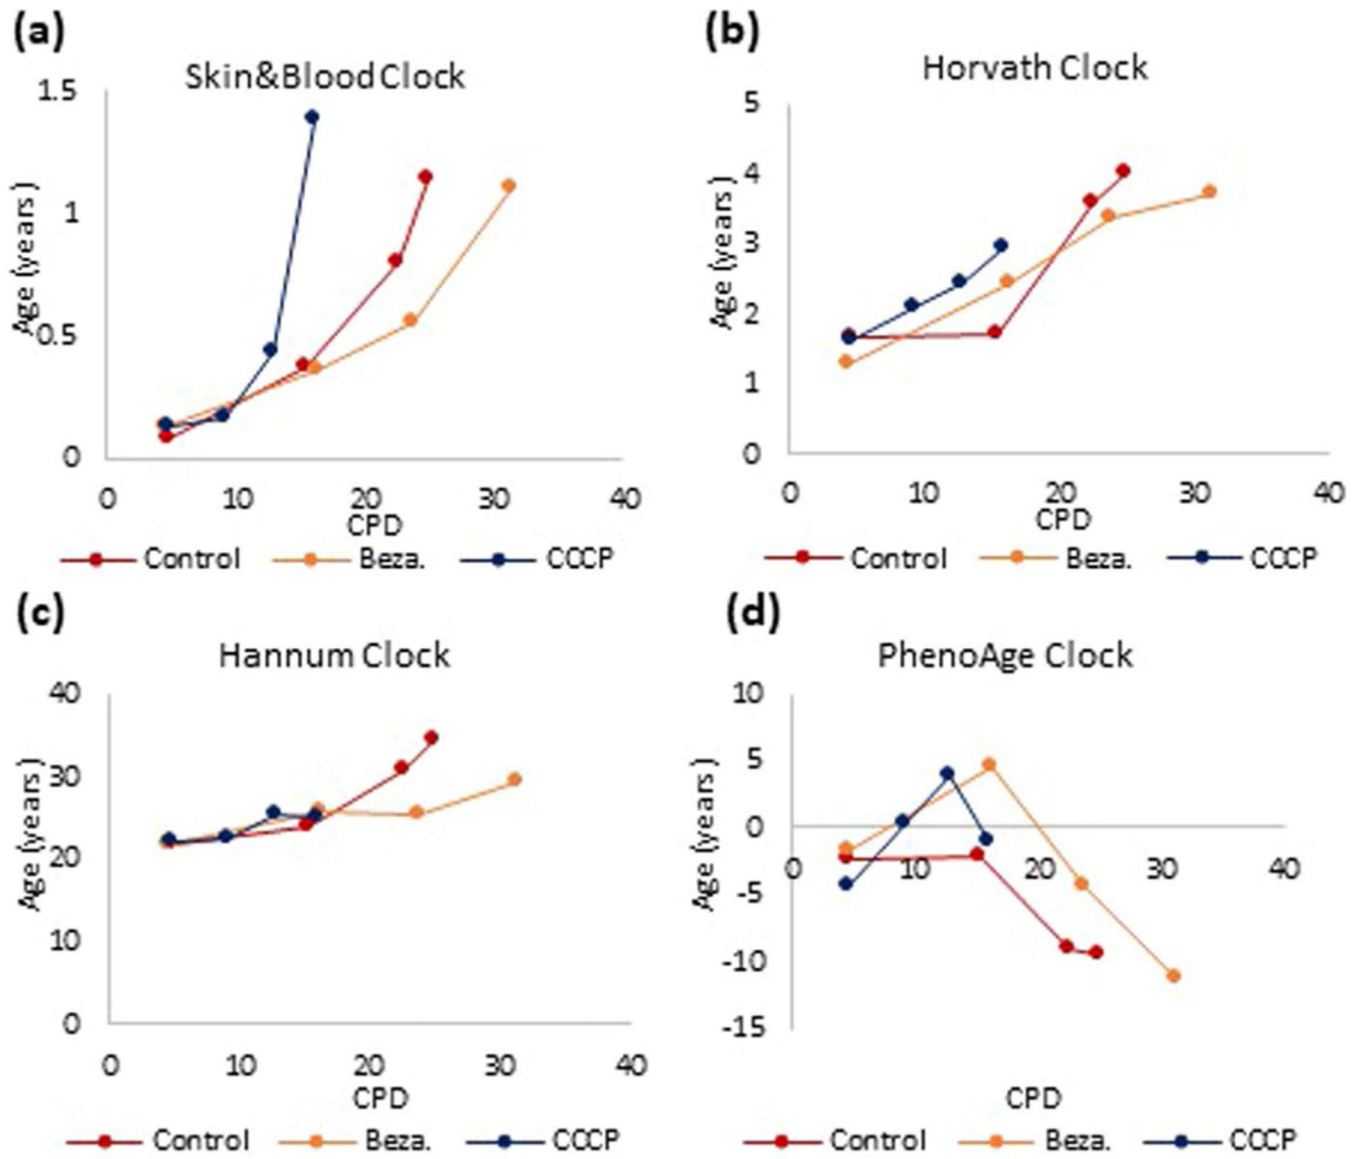 (a)
Skin&Blood Clock
Age (years)
1.5
1
0.5
0
0 10 20 30 40
CPD
Control Beza. CCCP
(b)
Horvath Clock
Age (years)
5
4
3
2
1
0
0 10 20 30 40
CPD
Control Beza. CCCP
(c)
Hannum Clock
Age (years)
40
30
20
10
0
0 10 20 30 40
CPD
Control Beza. CCCP
(d)
PhenoAge Clock
Age (years)
10
5
0
-5
-10
-15
0 10 20 30 40
CPD
Control Beza. CCCP